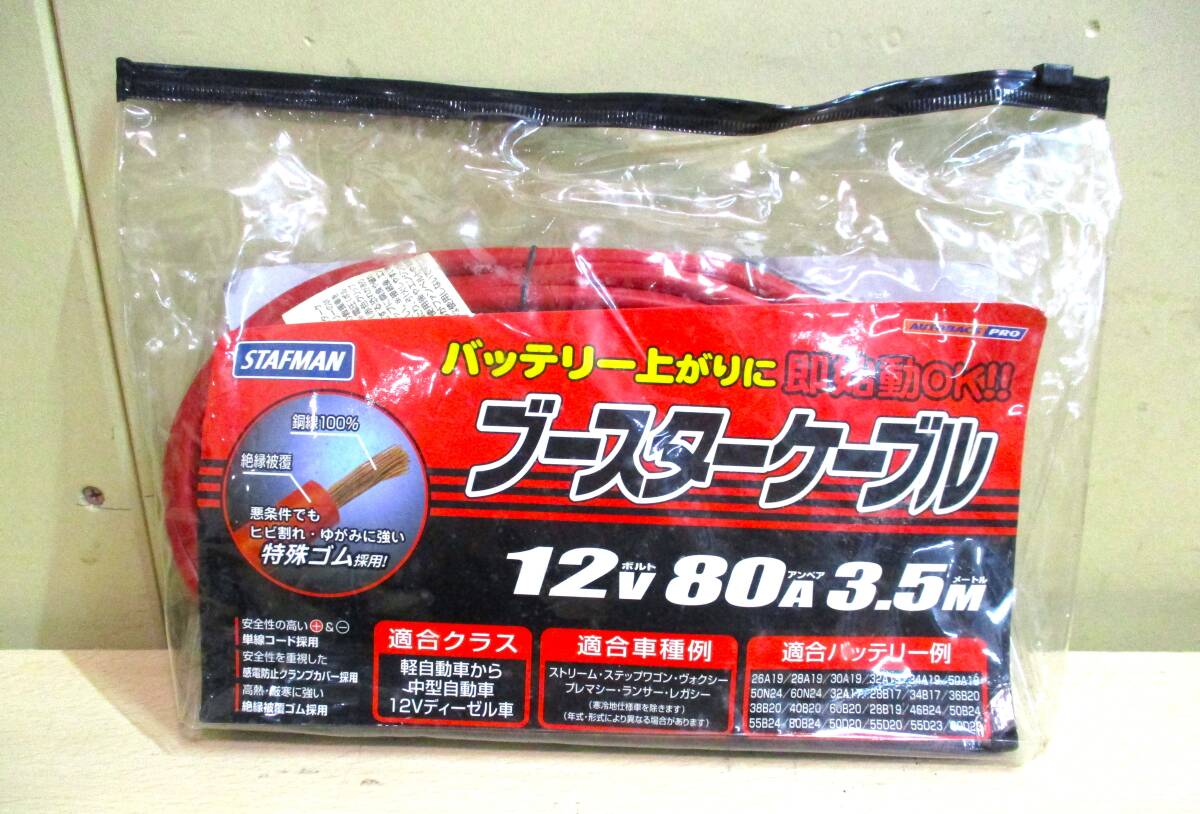 AUTOBACS PRO
STAFMAN
バッテリー上がりに 即始動OK!!
ブースターケーブル
銅線100%
絶縁被覆
悪条件でも
ヒビ割れ・ゆがみに強い
特殊ゴム採用!
ボルト アンペア メートル
12V 80A 3.5M
安全性の高い⊕&⊖
単線コード採用
安全性を重視した
感電防止クランプカバー採用
高熱・厳寒に強い
絶縁被覆ゴム採用
適合クラス
軽自動車から
中型自動車
12Vディーゼル車
適合車種例
ストリーム・ステップワゴン・ヴォクシー
プレマシー・ランサー・レガシー
(寒冷地仕様車を除きます)
(年式・形式により異なる場合があります)
適合バッテリー例
26A19/28A19/30A19/32A19/34A19/50A19
50N24/60N24/32A17/28B17/34B17/36B20
38B20/40B20/60B20/28B19/46B24/50B24
55B24/80B24/50D20/55D20/55D23/80D26